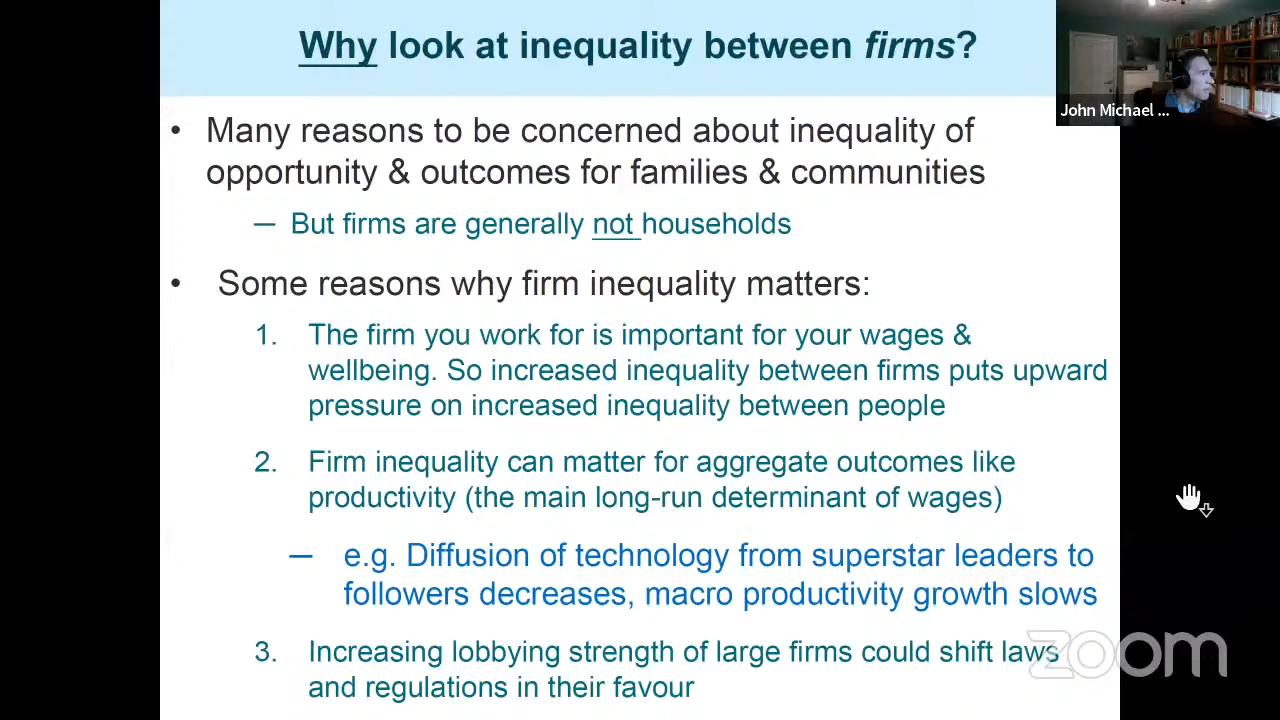 Why look at inequality between firms?
John Michael ...
• Many reasons to be concerned about inequality of
opportunity & outcomes for families & communities
— But firms are generally not households
• Some reasons why firm inequality matters:
1. The firm you work for is important for your wages &
wellbeing. So increased inequality between firms puts upward
pressure on increased inequality between people
2. Firm inequality can matter for aggregate outcomes like
productivity (the main long-run determinant of wages)
— e.g. Diffusion of technology from superstar leaders to
followers decreases, macro productivity growth slows
3. Increasing lobbying strength of large firms could shift laws
and regulations in their favour
zoom